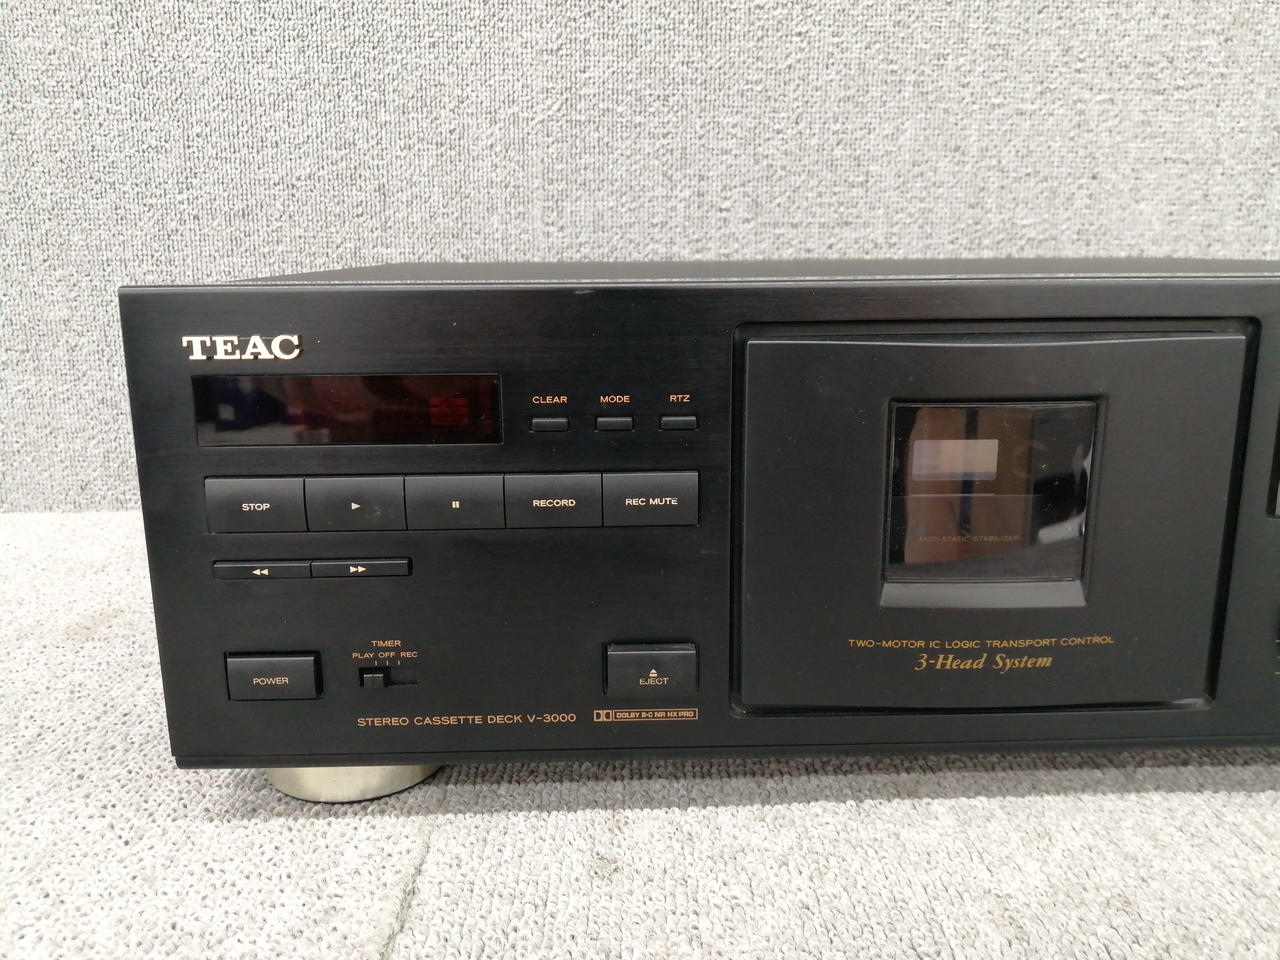 TEAC
CLEAR MODE RTZ
STOP RECORD REC MUTE
ANTI-STATIC STABILIZER
TIMER
PLAY OFF REC
POWER
EJECT
TWO-MOTOR IC LOGIC TRANSPORT CONTROL
3-Head System
STEREO CASSETTE DECK V-3000
DOLBY B-C NR HX PRO